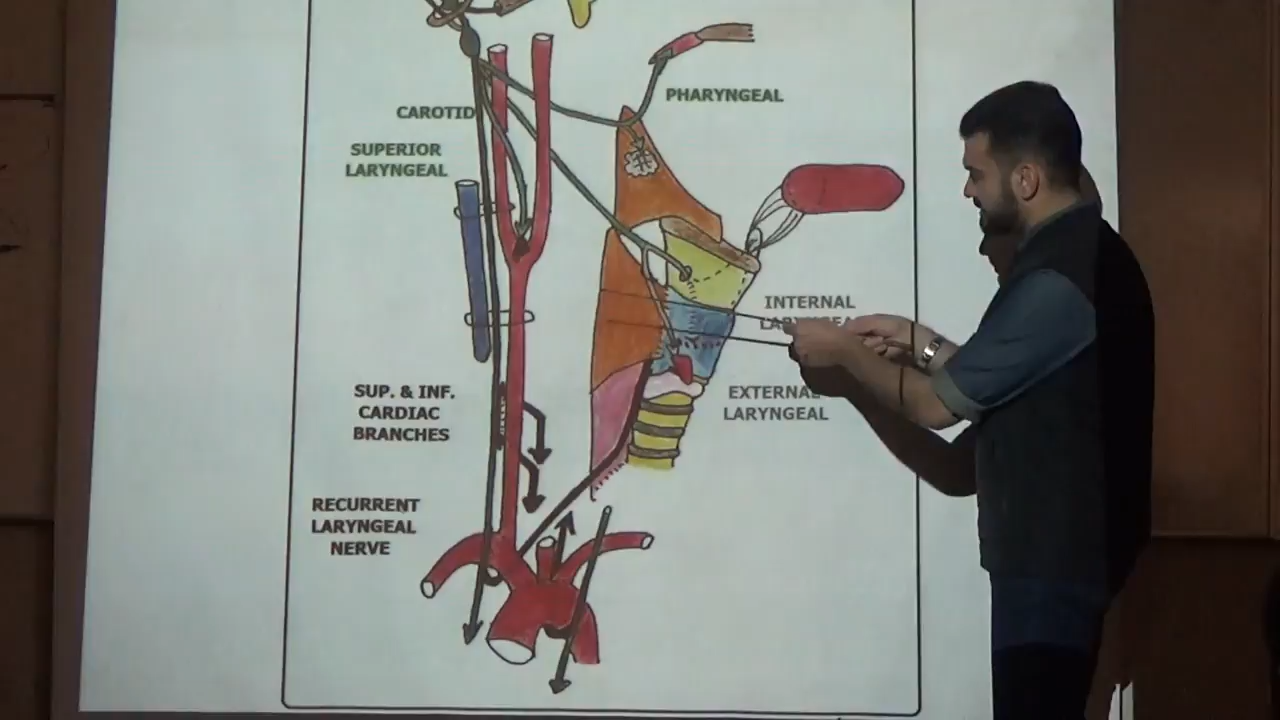 PHARYNGEAL
CAROTID
SUPERIOR
LARYNGEAL
INTERNAL
SUP. & INF.
CARDIAC
BRANCHES
EXTERNAL
LARYNGEAL
RECURRENT
LARYNGEAL
NERVE